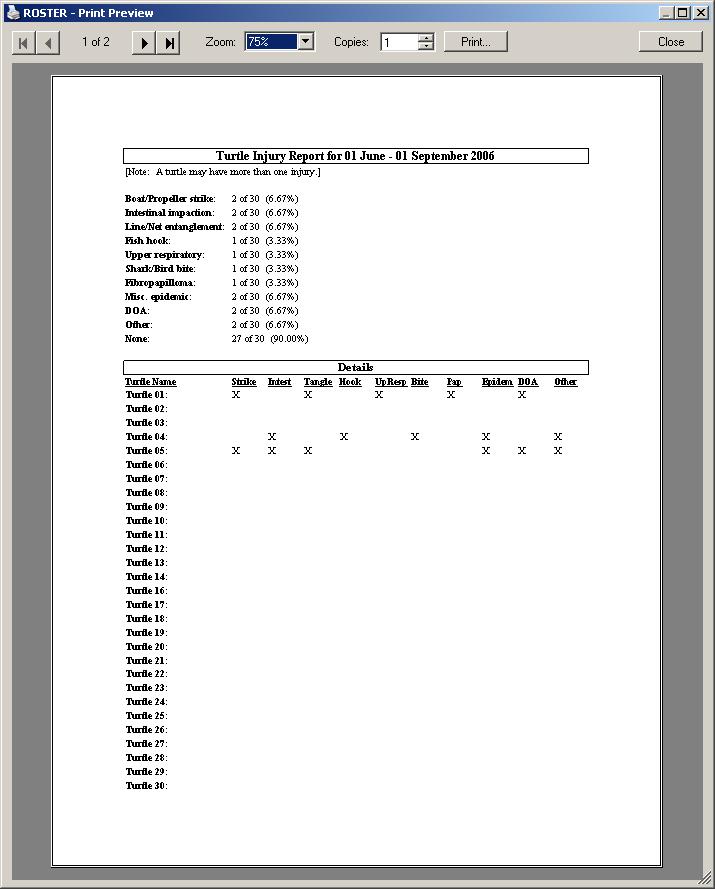 ROSTER - Print Preview
1 of 2 Zoom: 75% Copies: 1 Print... Close
Turtle Injury Report for 01 June - 01 September 2006
[Note: A turtle may have more than one injury.]
Boat/Propeller strike: 2 of 30 (6.67%)
Intestinal impaction: 2 of 30 (6.67%)
Line/Net entanglement: 2 of 30 (6.67%)
Fish hook: 1 of 30 (3.33%)
Upper respiratory: 1 of 30 (3.33%)
Shark/Bird bite: 1 of 30 (3.33%)
Fibropapilloma: 1 of 30 (3.33%)
Misc. epidemic: 2 of 30 (6.67%)
DOA: 2 of 30 (6.67%)
Other: 2 of 30 (6.67%)
None: 27 of 30 (90.00%)
Details
Turtle Name Strike Intest Tangle Hook UpResp Bite Pap Epidem DOA Other
Turtle 01: X X X X X
Turtle 02:
Turtle 03:
Turtle 04: X X X X X
Turtle 05: X X X X X X
Turtle 06:
Turtle 07:
Turtle 08:
Turtle 09:
Turtle 10:
Turtle 11:
Turtle 12:
Turtle 13:
Turtle 14:
Turtle 16:
Turtle 17:
Turtle 18:
Turtle 19:
Turtle 20:
Turtle 21:
Turtle 22:
Turtle 23:
Turtle 24:
Turtle 25:
Turtle 26:
Turtle 27:
Turtle 28:
Turtle 29:
Turtle 30: